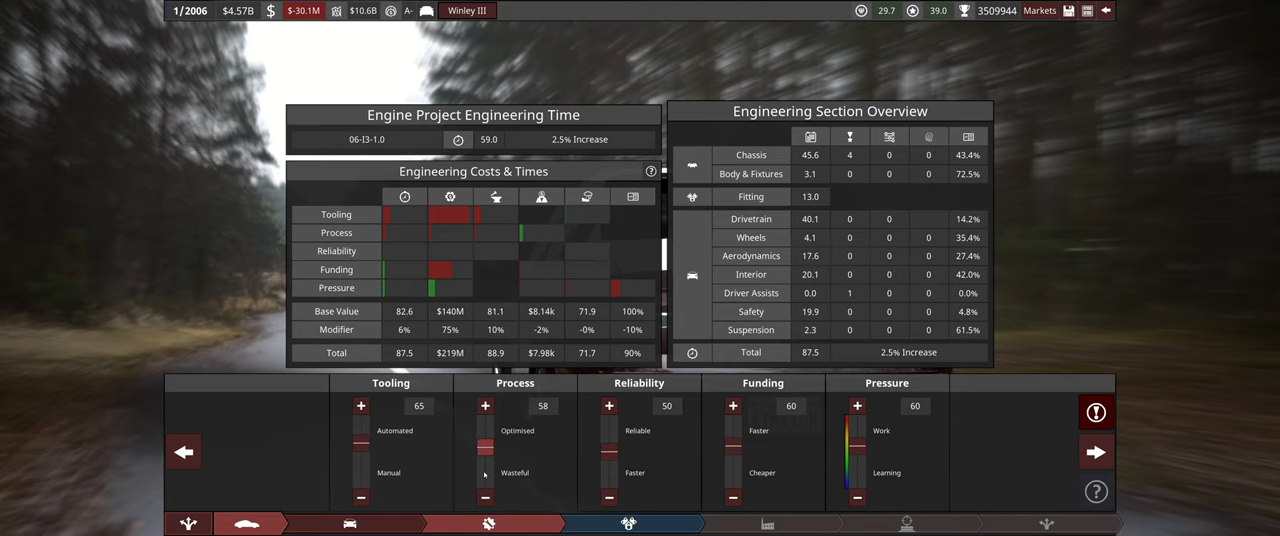 1/2006 $4.57B $ $-30.1M $10.6B A- Winley III 29.7 39.0 3509944 Markets
Engine Project Engineering Time
06-I3-1.0 59.0 2.5% Increase
Engineering Costs & Times ?
Tooling
Process
Reliability
Funding
Pressure
Base Value 82.6 $140M 81.1 $8.14k 71.9 100%
Modifier 6% 75% 10% -2% -0% -10%
Total 87.5 $219M 88.9 $7.98k 71.7 90%
Engineering Section Overview
Chassis 45.6 4 0 0 43.4%
Body & Fixtures 3.1 0 0 0 72.5%
Fitting 13.0
Drivetrain 40.1 0 0 0 14.2%
Wheels 4.1 0 0 0 35.4%
Aerodynamics 17.6 0 0 0 27.4%
Interior 20.1 0 0 0 42.0%
Driver Assists 0.0 1 0 0 0.0%
Safety 19.9 0 0 0 4.8%
Suspension 2.3 0 0 0 61.5%
Total 87.5 2.5% Increase
Tooling Process Reliability Funding Pressure
+ 65 + 58 + 50 + 60 + 60
Automated Optimised Reliable Faster Work
Manual Wasteful Faster Cheaper Learning
?